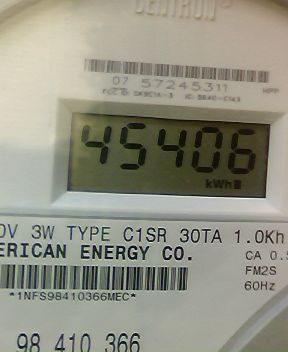 CENTRON
07 57245311
HPP
45406
kWh
0V 3W TYPE C1SR 30TA 1.0Kh
ERICAN ENERGY CO.
CA 0.5
FM2S
*1NFS98410366MEC*
60Hz
98 410 366